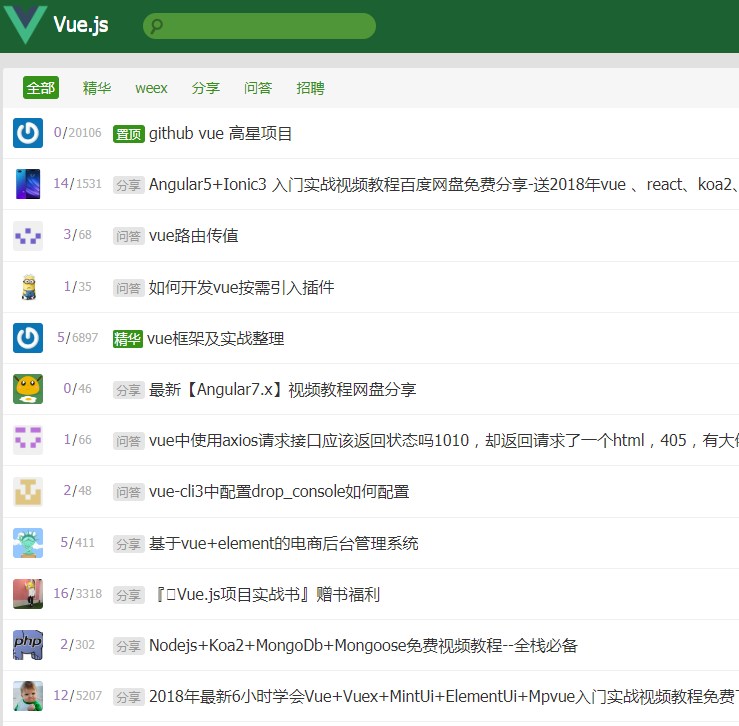 Vue.js
全部 精华 weex 分享 问答 招聘
0/20106 置顶 github vue 高星项目
14/1531 分享 Angular5+Ionic3 入门实战视频教程百度网盘免费分享-送2018年vue 、react、koa2、
3/68 问答 vue路由传值
1/35 问答 如何开发vue按需引入插件
5/6897 精华 vue框架及实战整理
0/46 分享 最新【Angular7.x】视频教程网盘分享
1/66 问答 vue中使用axios请求接口应该返回状态吗1010，却返回请求了一个html，405，有大
2/48 问答 vue-cli3中配置drop_console如何配置
5/411 分享 基于vue+element的电商后台管理系统
16/3318 分享 『Vue.js项目实战书』赠书福利
php
2/302 分享 Nodejs+Koa2+MongoDb+Mongoose免费视频教程--全栈必备
12/5207 分享 2018年最新6小时学会Vue+Vuex+MintUi+ElementUi+Mpvue入门实战视频教程免费